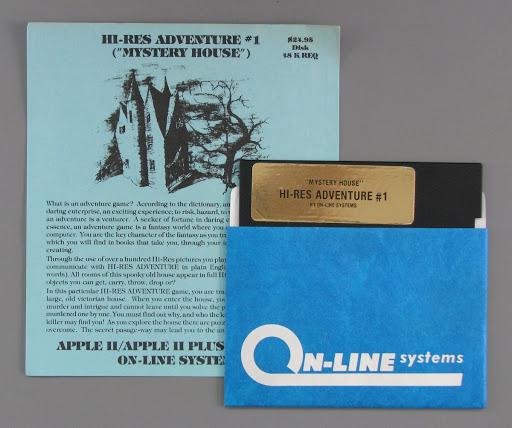 HI-RES ADVENTURE #1
("MYSTERY HOUSE")
$24.95
Disk
48 K REQ
What is an adventure game? According to the dictionary, an
daring enterprise, an exciting experience; to risk, hazard, to
an adventure is a venturer. A seeker of fortune in daring
essence, an adventure game is a fantasy world where you
computer. You are the key character of the fantasy as you
which you will find in books that take you, through your
creating.
Through the use of over a hundred Hi-Res pictures you play
communicate with HI-RES ADVENTURE in plain
words). All rooms of this spooky old house appear in full
objects you can get, carry, throw, drop or?
In this particular HI-RES ADVENTURE game, you are
large, old victorian house. When you enter the house, you
murder and intrigue and cannot leave until you solve the
murdered one by one. You must find out why, and who the
killer may find you! As you explore the house there are
overcome. The secret passage-way may lead you to the
APPLE II/APPLE II PLUS
ON-LINE SYSTE
"MYSTERY HOUSE"
HI-RES ADVENTURE #1
BY ON-LINE SYSTEMS
ON-LINE systems